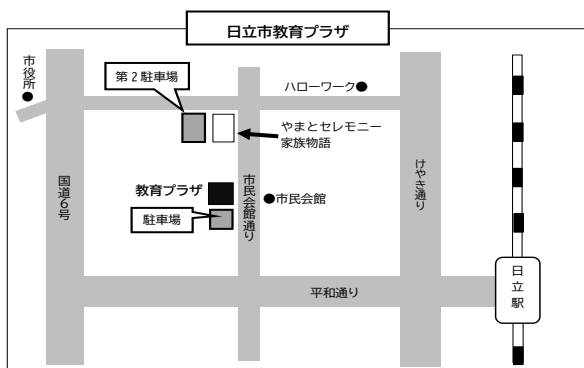 日立市教育プラザ
市役所
第2駐車場
ハローワーク
やまとセレモニー
家族物語
国道6号
教育プラザ
駐車場
市民会館通り
市民会館
けやき通り
平和通り
日立駅